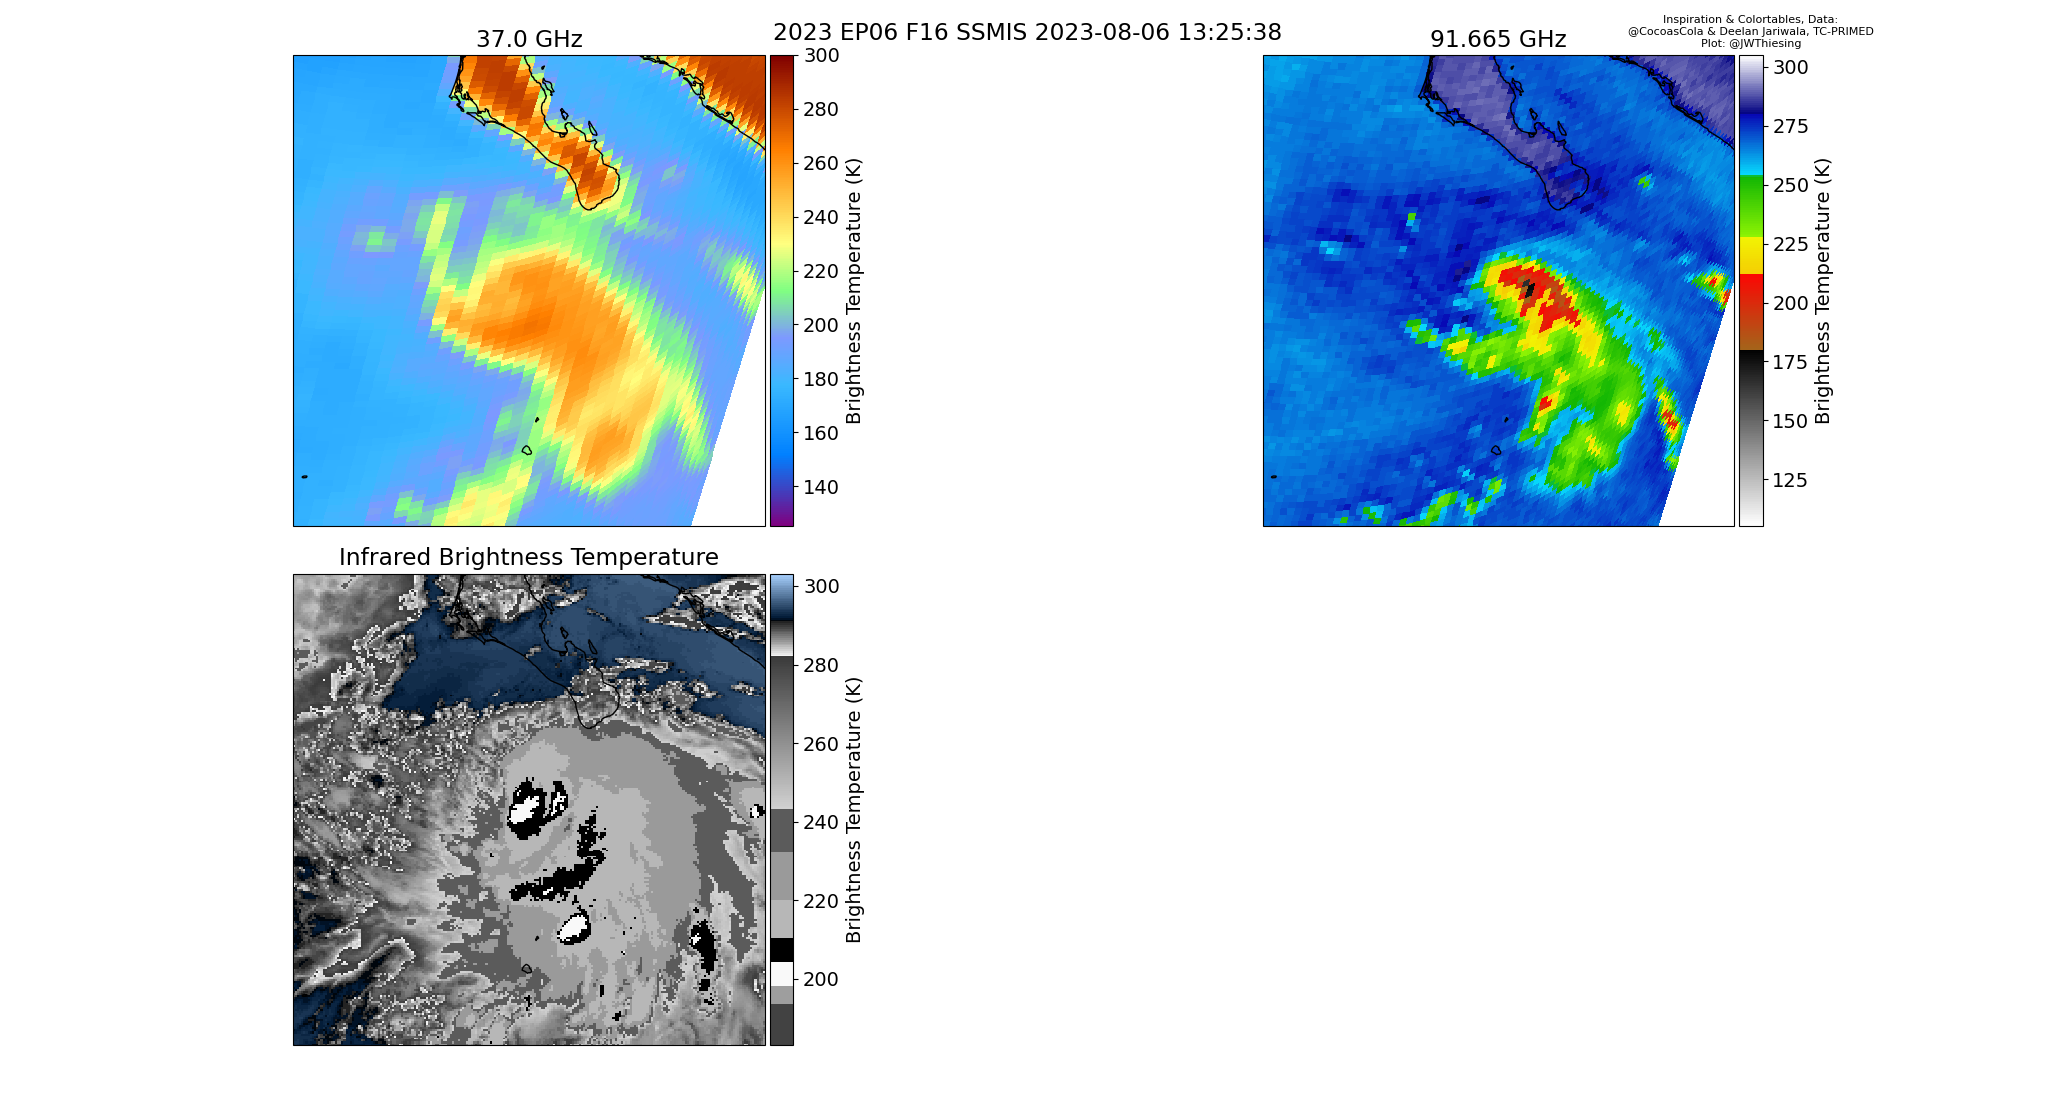 2023 EP06 F16 SSMIS 2023-08-06 13:25:38
Inspiration & Colortables, Data:
@CocoasCola & Deelan Jariwala, TC-PRIMED
Plot: @JWThiesing
37.0 GHz
300
280
260
240
220
200
180
160
140
Brightness Temperature (K)
91.665 GHz
300
275
250
225
200
175
150
125
Brightness Temperature (K)
Infrared Brightness Temperature
300
280
260
240
220
200
Brightness Temperature (K)